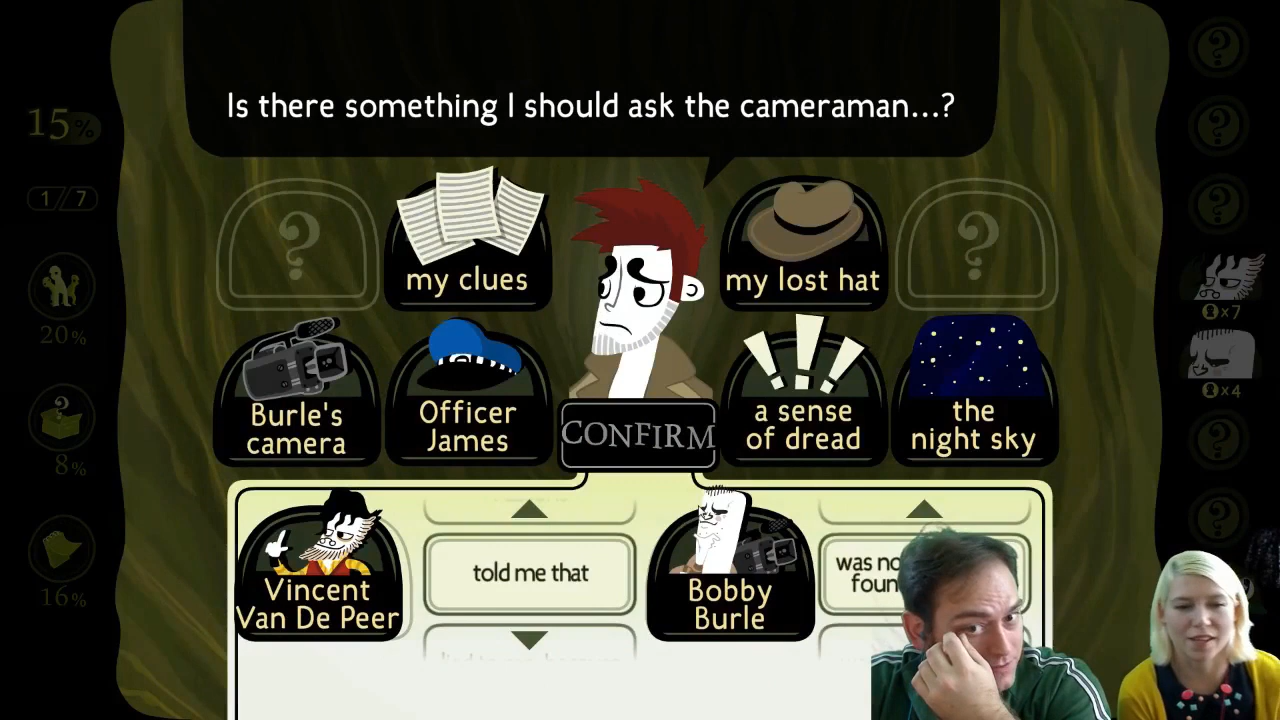 Is there something I should ask the cameraman...?
15%
1/7
20%
8%
16%
?
my clues
my lost hat
?
Burle's
camera
Officer
James
CONFIRM
a sense
of dread
the
night sky
Vincent
Van De Peer
told me that
Bobby
Burle
was
?
?
?
x7
x4
?
?